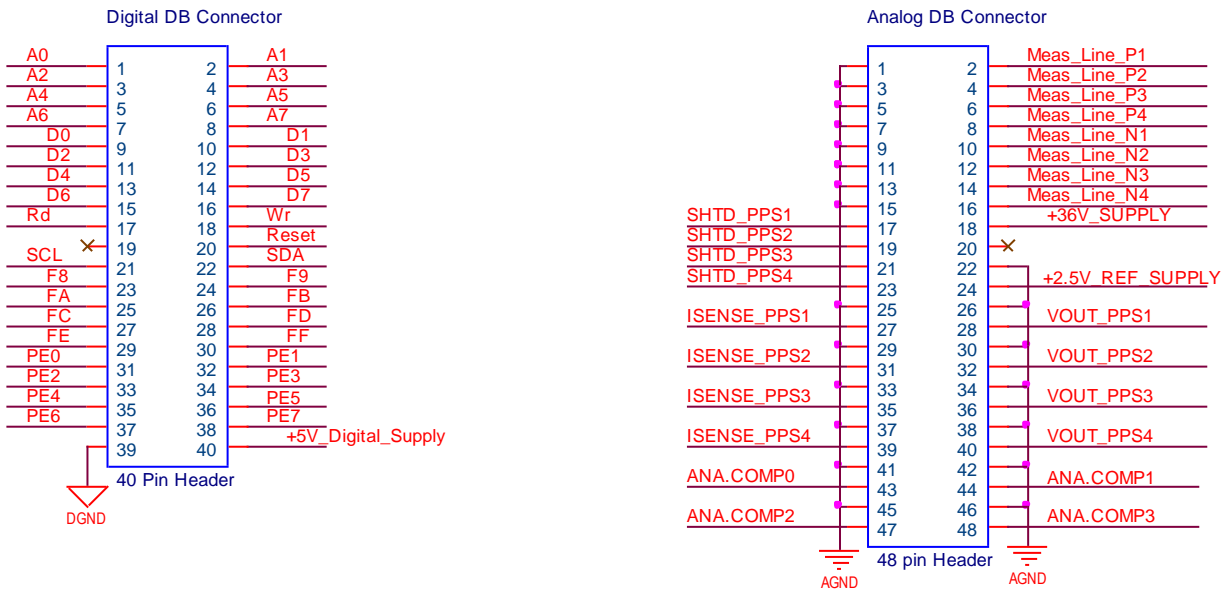 Digital DB Connector
A0 1 2 A1
A2 3 4 A3
A4 5 6 A5
A6 7 8 A7
D0 9 10 D1
D2 11 12 D3
D4 13 14 D5
D6 15 16 D7
Rd 17 18 Wr
19 20 Reset
SCL 21 22 SDA
F8 23 24 F9
FA 25 26 FB
FC 27 28 FD
FE 29 30 FF
PE0 31 32 PE1
PE2 33 34 PE3
PE4 35 36 PE5
PE6 37 38 PE7
39 40 +5V_Digital_Supply
40 Pin Header
DGND
Analog DB Connector
1 2 Meas_Line_P1
3 4 Meas_Line_P2
5 6 Meas_Line_P3
7 8 Meas_Line_P4
9 10 Meas_Line_N1
11 12 Meas_Line_N2
13 14 Meas_Line_N3
15 16 Meas_Line_N4
SHTD_PPS1 17 18 +36V_SUPPLY
SHTD_PPS2 19 20
SHTD_PPS3 21 22
SHTD_PPS4 23 24 +2.5V_REF_SUPPLY
25 26
ISENSE_PPS1 27 28 VOUT_PPS1
29 30
ISENSE_PPS2 31 32 VOUT_PPS2
33 34
ISENSE_PPS3 35 36 VOUT_PPS3
37 38
ISENSE_PPS4 39 40 VOUT_PPS4
41 42
ANA.COMP0 43 44 ANA.COMP1
45 46
ANA.COMP2 47 48 ANA.COMP3
48 pin Header
AGND
AGND